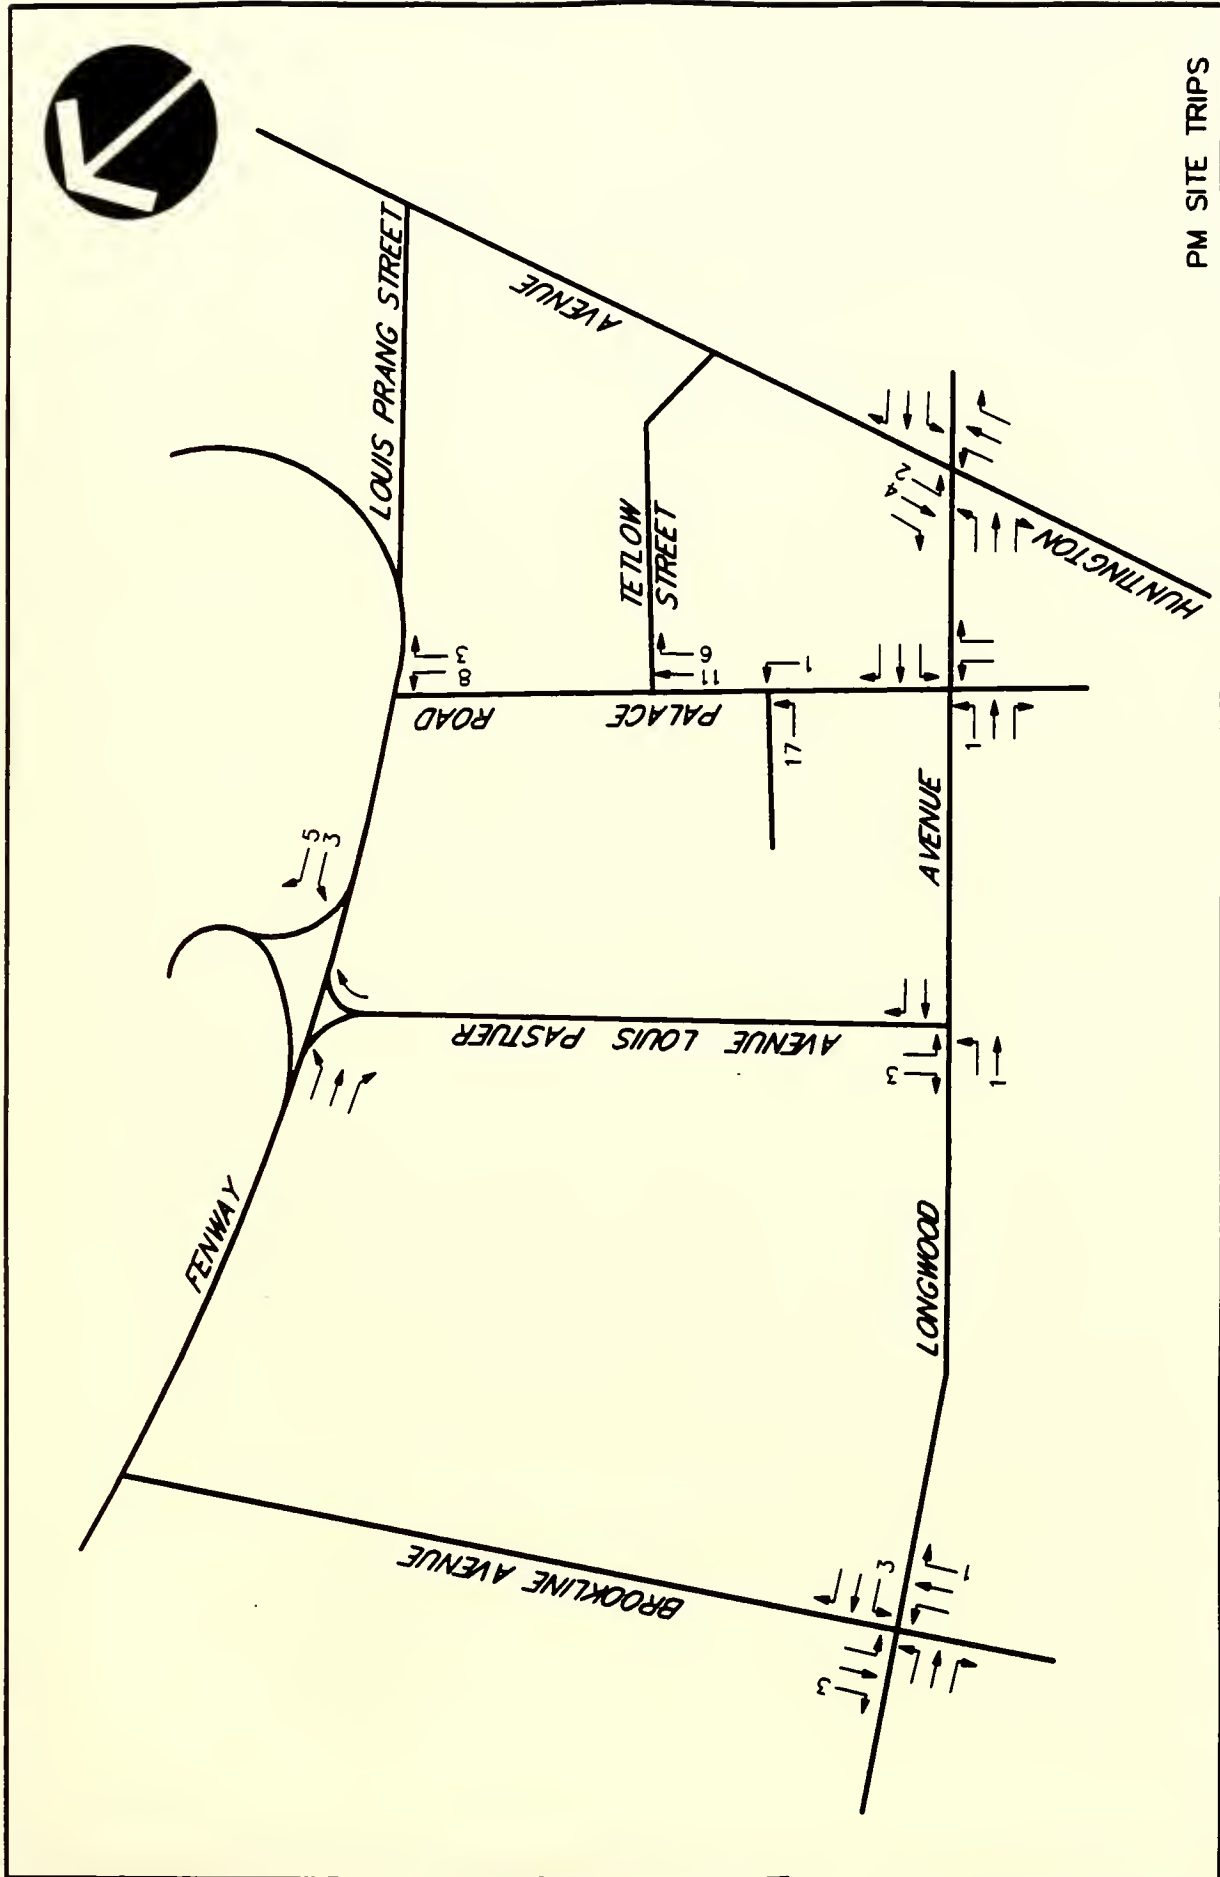 PM SITE TRIPS
LOUIS PRANG STREET
AVENUE
TETLOW
STREET
HUNTINGTON
PALACE ROAD
FENWAY
AVENUE LOUIS PASTUER
LONGWOOD AVENUE
BROOKLINE AVENUE
5
3
8
3
11
6
1
17
4
2
1
3
1
3
3
1